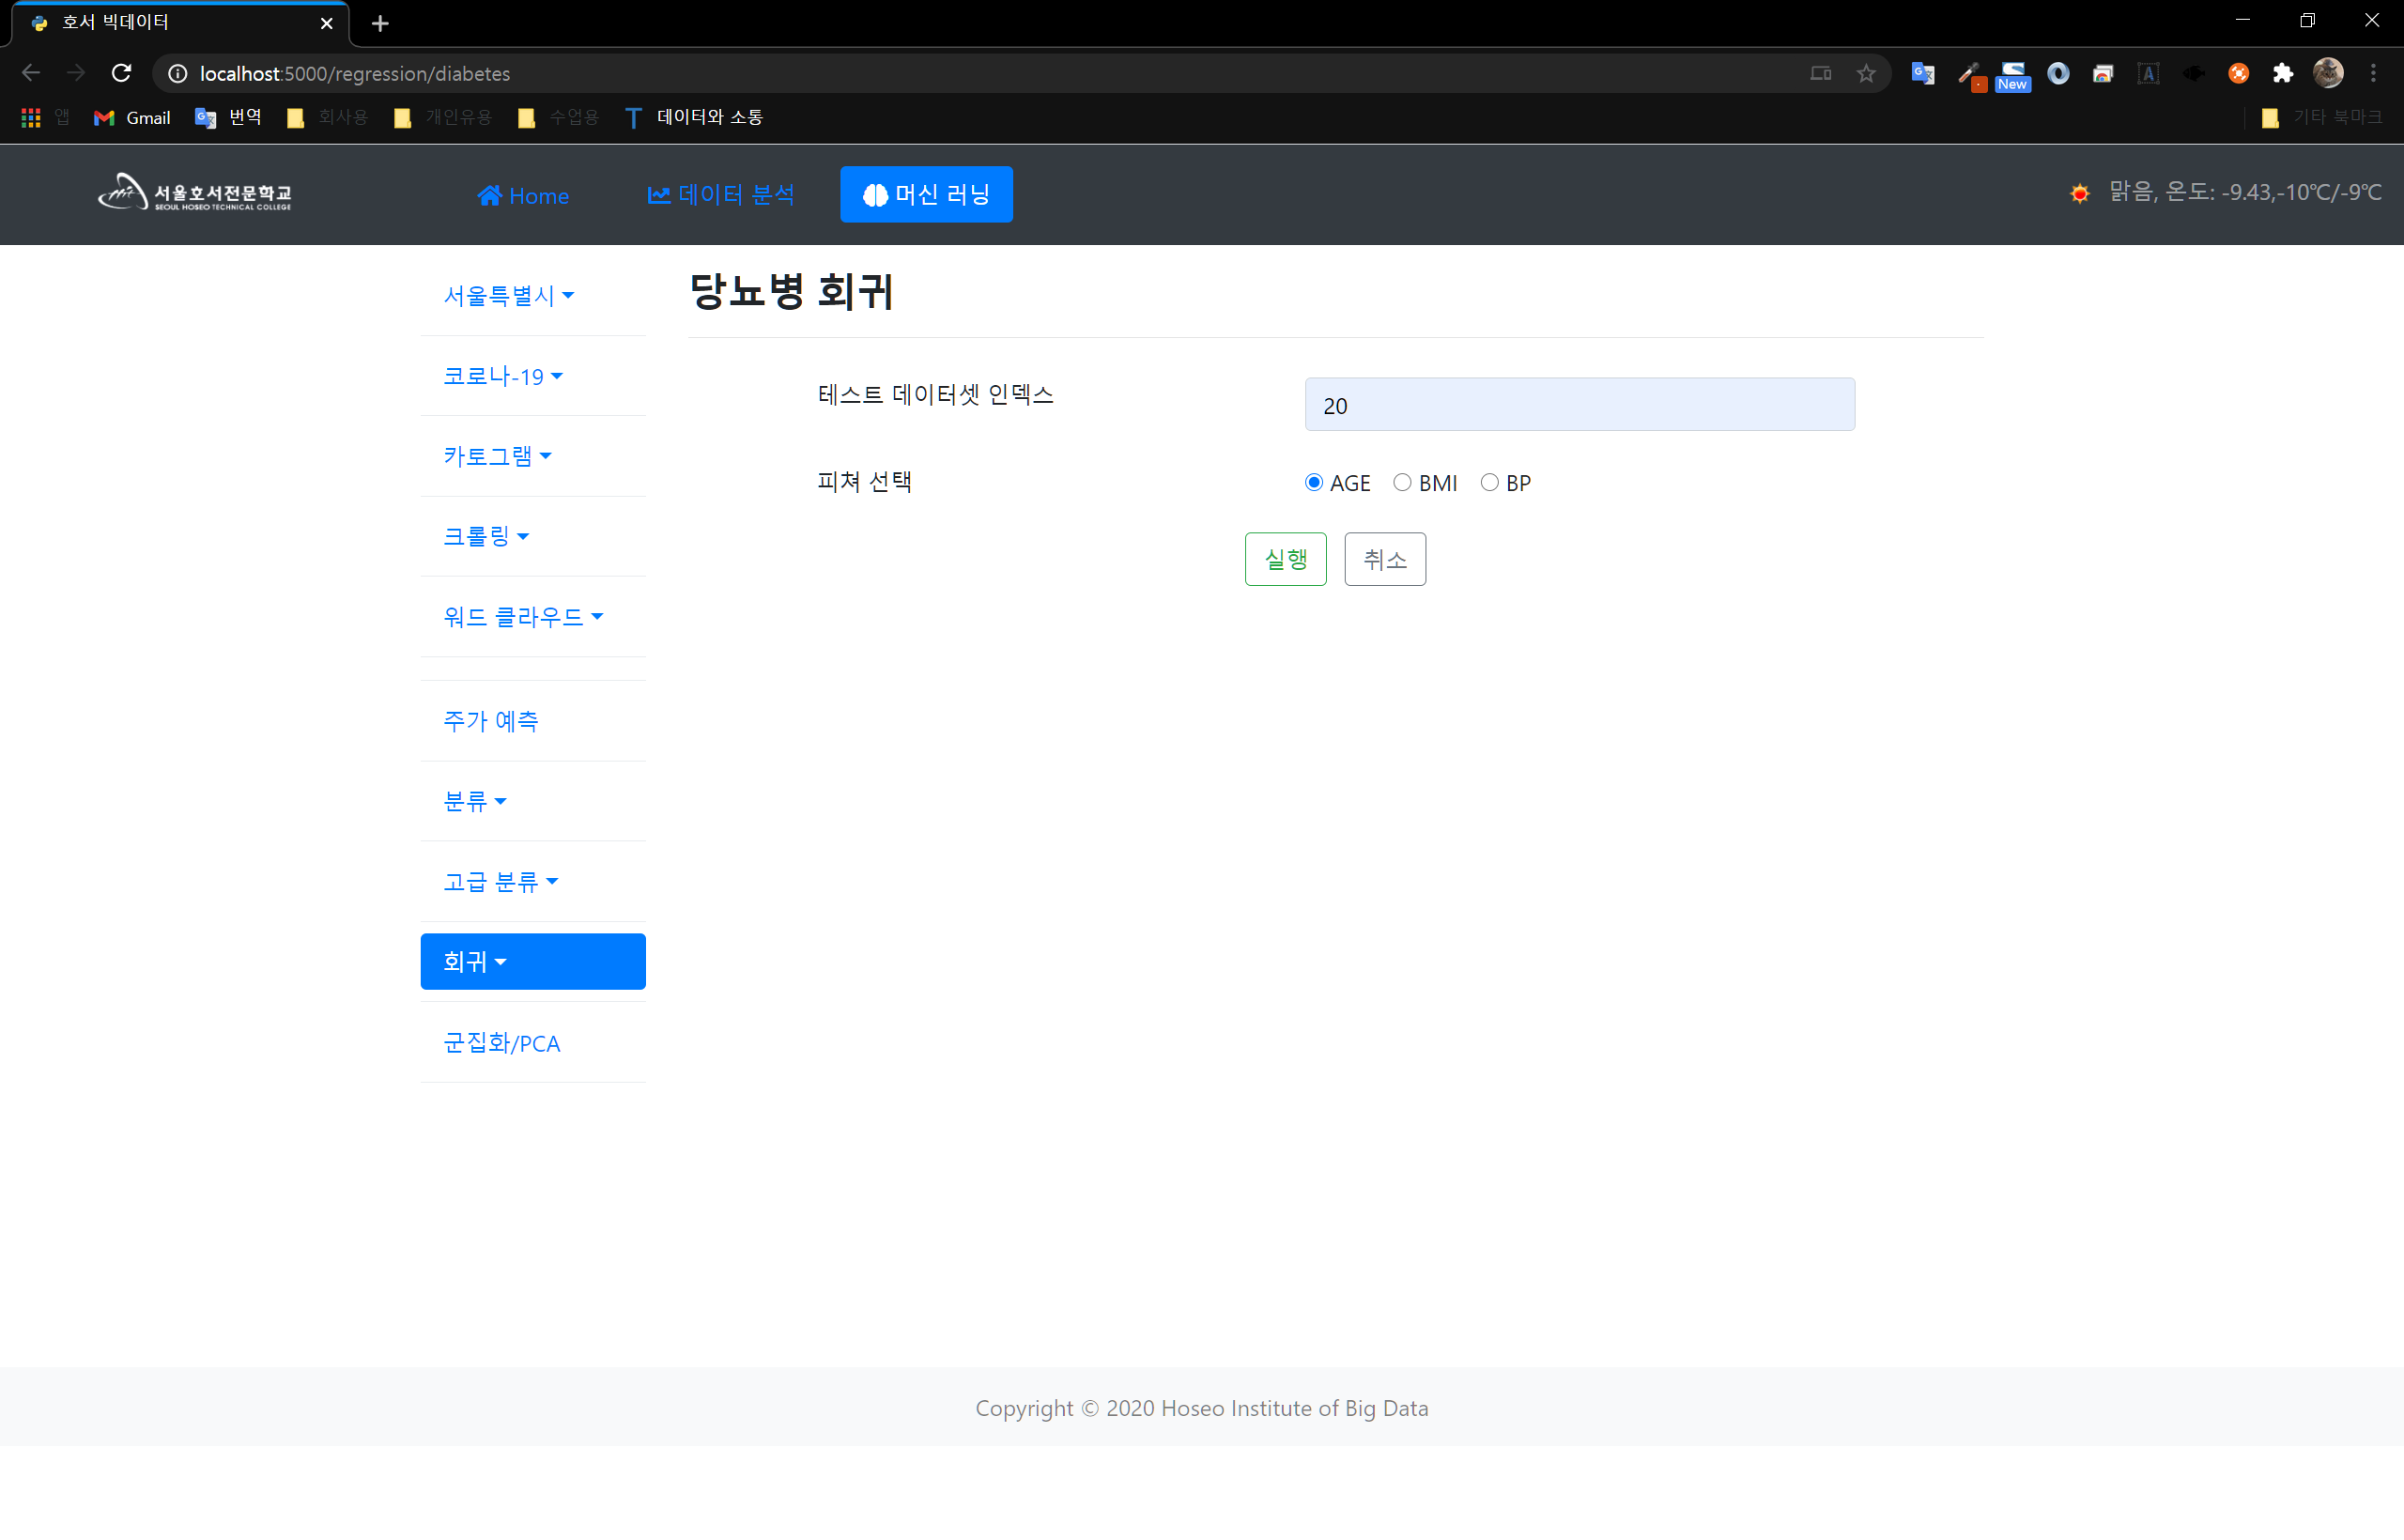 호서 빅데이터
localhost:5000/regression/diabetes
New
앱 Gmail 번역 회사용 개인유용 수업용 데이터와 소통 기타 북마크
서울호서전문학교
SEOUL HOSEO TECHNICAL COLLEGE
Home 데이터 분석 머신 러닝 맑음, 온도: -9.43,-10℃/-9℃
서울특별시
코로나-19
카토그램
크롤링
워드 클라우드
주가 예측
분류
고급 분류
회귀
군집화/PCA
당뇨병 회귀
테스트 데이터셋 인덱스 20
피쳐 선택 AGE BMI BP
실행 취소
Copyright © 2020 Hoseo Institute of Big Data